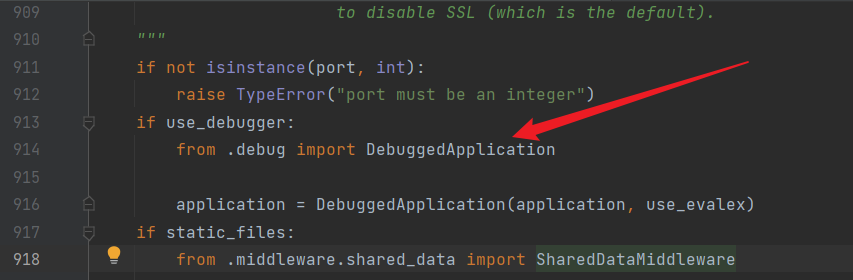 909 to disable SSL (which is the default).
910 """
911 if not isinstance(port, int):
912 raise TypeError("port must be an integer")
913 if use_debugger:
914 from .debug import DebuggedApplication
915
916 application = DebuggedApplication(application, use_evalex)
917 if static_files:
918 from .middleware.shared_data import SharedDataMiddleware